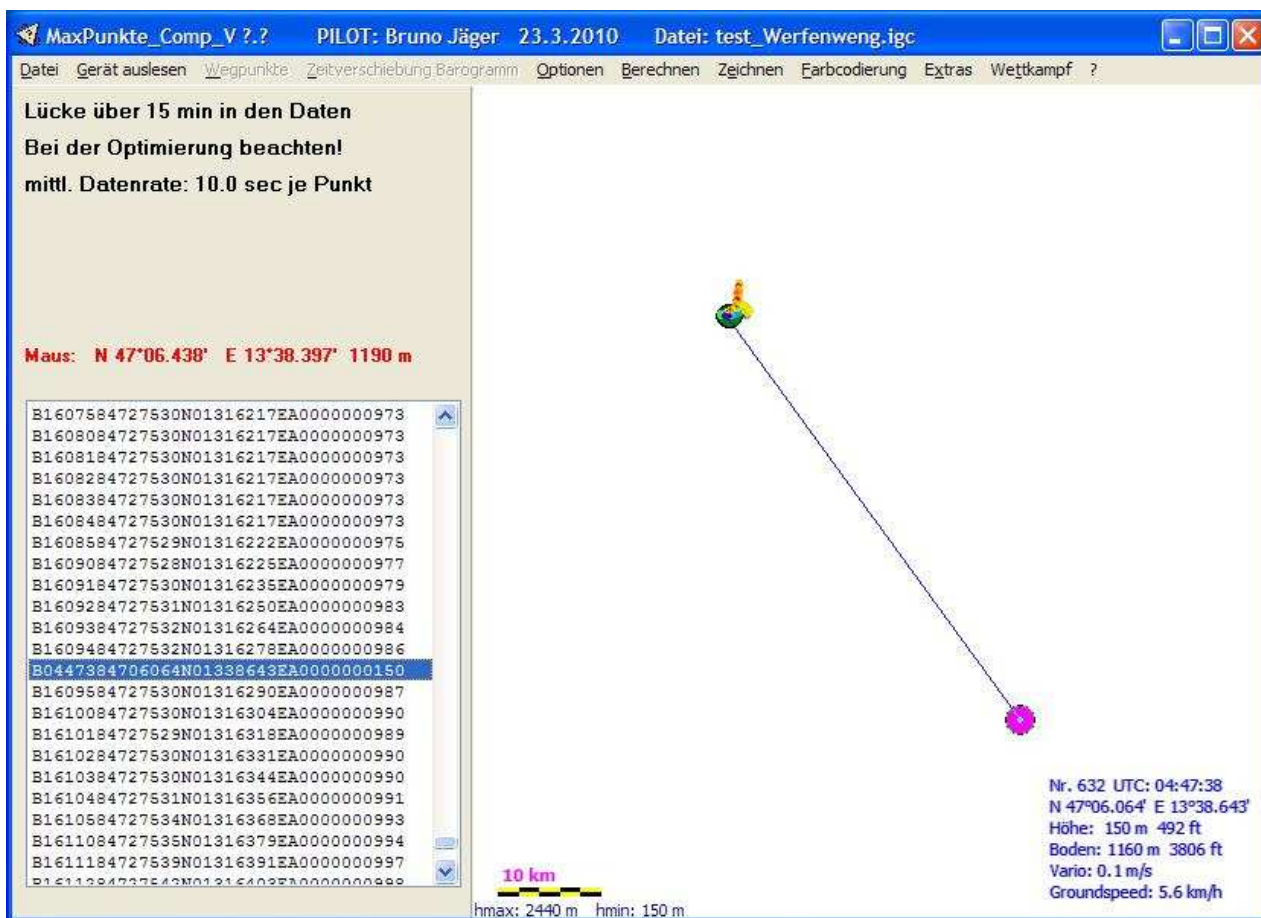 MaxPunkte_Comp_V ?.? PILOT: Bruno Jäger 23.3.2010 Datei: test_Werfenweng.igc
Datei Gerät auslesen Wegpunkte Zeitverschiebung Barogramm Optionen Berechnen Zeichnen Farbcodierung Extras Wettkampf ?
Lücke über 15 min in den Daten
Bei der Optimierung beachten!
mittl. Datenrate: 10.0 sec je Punkt
Maus: N 47°06.438' E 13°38.397' 1190 m
B1607584727530N01316217EA0000000973
B1608084727530N01316217EA0000000973
B1608184727530N01316217EA0000000973
B1608284727530N01316217EA0000000973
B1608384727530N01316217EA0000000973
B1608484727530N01316217EA0000000973
B1608584727529N01316222EA0000000975
B1609084727528N01316225EA0000000977
B1609184727530N01316235EA0000000979
B1609284727531N01316250EA0000000983
B1609384727532N01316264EA0000000984
B1609484727532N01316278EA0000000986
B0447384706064N01338643EA0000000150
B1609584727530N01316290EA0000000987
B1610084727530N01316304EA0000000990
B1610184727529N01316318EA0000000989
B1610284727530N01316331EA0000000990
B1610384727530N01316344EA0000000990
B1610484727531N01316356EA0000000991
B1610584727534N01316368EA0000000993
B1611084727535N01316379EA0000000994
B1611184727539N01316391EA0000000997
10 km
hmax: 2440 m hmin: 150 m
Nr. 632 UTC: 04:47:38
N 47°06.064' E 13°38.643'
Höhe: 150 m 492 ft
Boden: 1160 m 3806 ft
Vario: 0.1 m/s
Groundspeed: 5.6 km/h